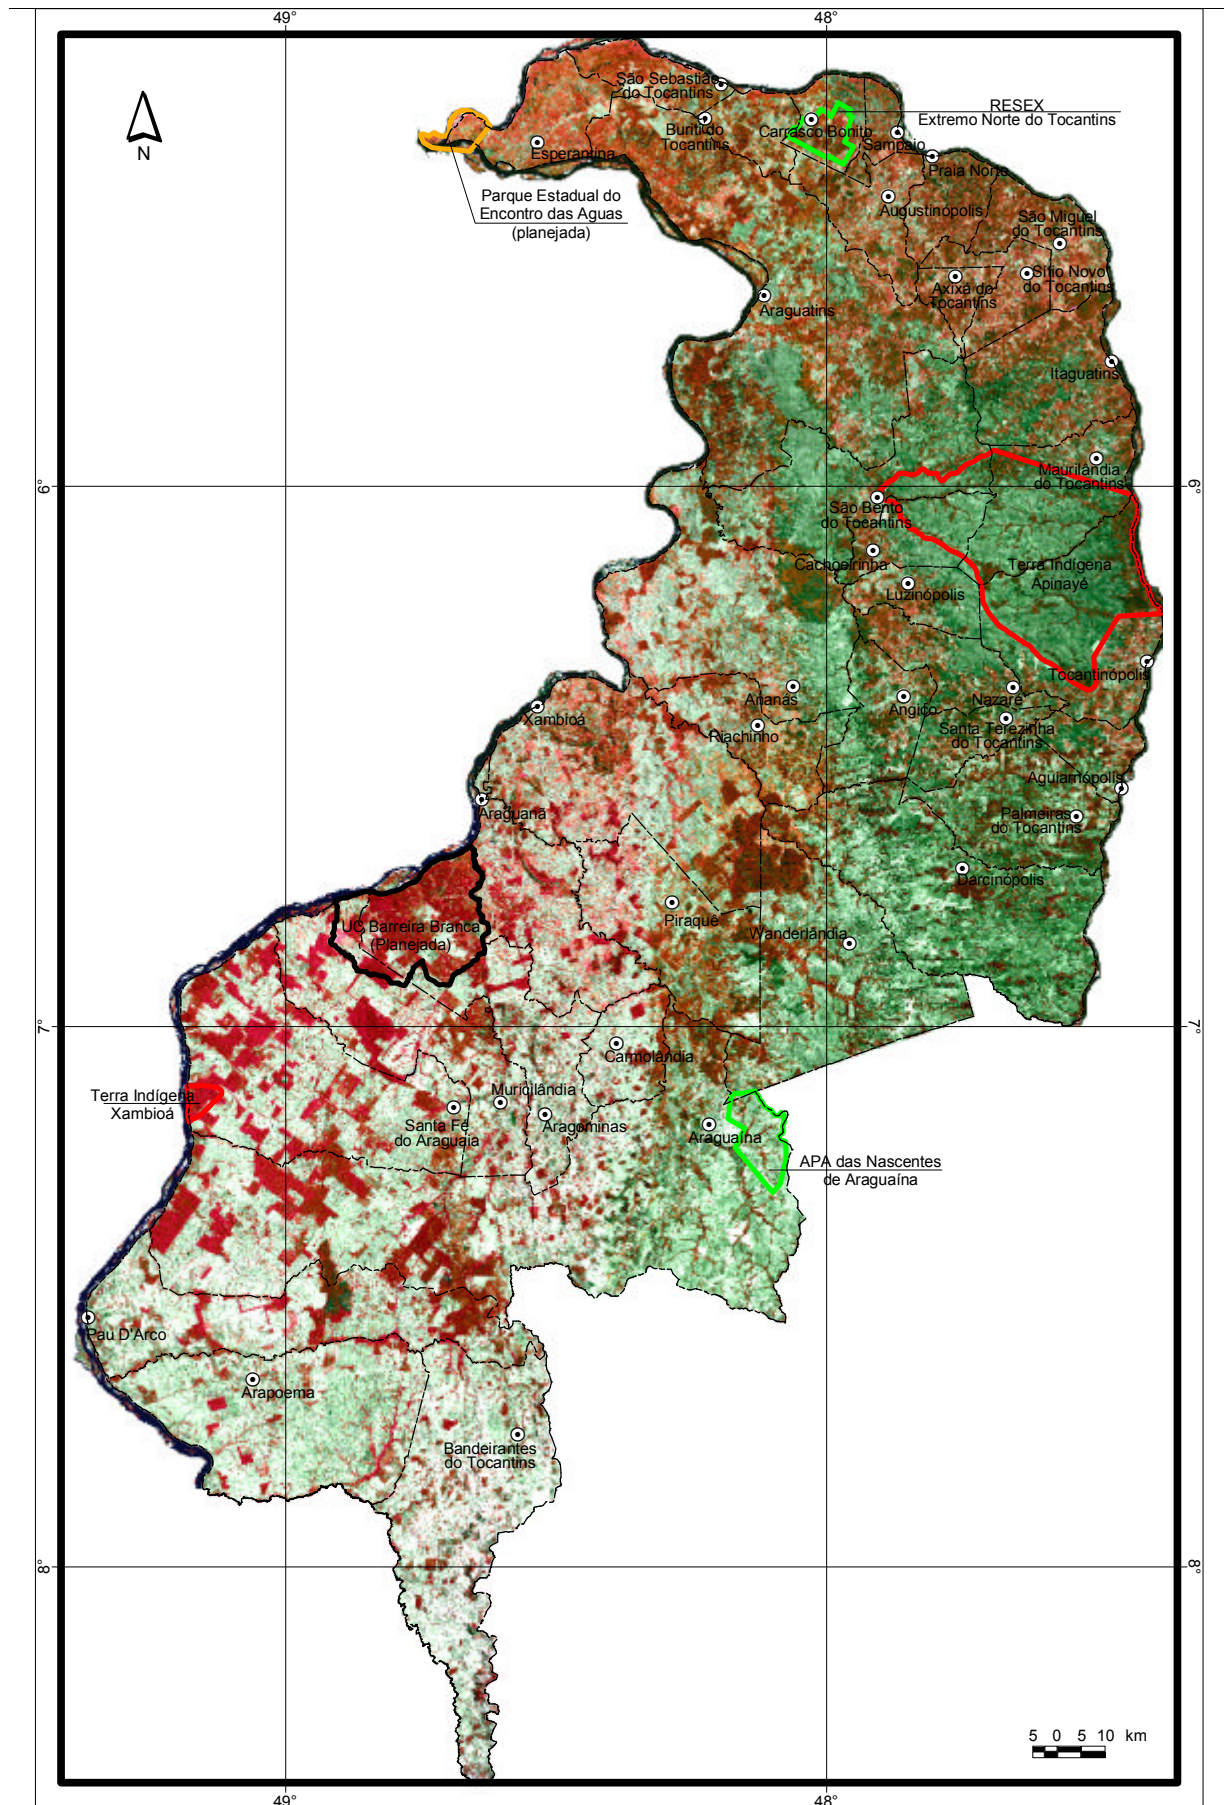 49°
48°
N
São Sebastião
do Tocantins
Buriti do
Tocantins
Carrasco Bonito
RESEX
Extremo Norte do Tocantins
Sampaio
Esperantina
Praia Norte
Parque Estadual do
Encontro das Aguas
(planejada)
Augustinópolis
São Miguel
do Tocantins
Sítio Novo
do Tocantins
Axixá do
Tocantins
Araguatins
Itaguatins
Maurilândia
do Tocantins
6°
6°
São Bento
do Tocantins
Cachoeirinha
Terra Indígena
Apinayé
Luzinópolis
Tocantinópolis
Ananás
Angico
Nazaré
Xambioá
Riachinho
Santa Terezinha
do Tocantins
Aguiarnópolis
Araguanã
Palmeiras
do Tocantins
Darcinópolis
Piraquê
UC Barreira Branca
(Planejada)
Wanderlândia
7°
7°
Carmolândia
Terra Indígena
Xambioá
Muricilândia
Santa Fé
do Araguaia
Aragominas
Araguaína
APA das Nascentes
de Araguaína
Pau D'Arco
Arapoema
Bandeirantes
do Tocantins
8°
8°
5 0 5 10 km
49°
48°